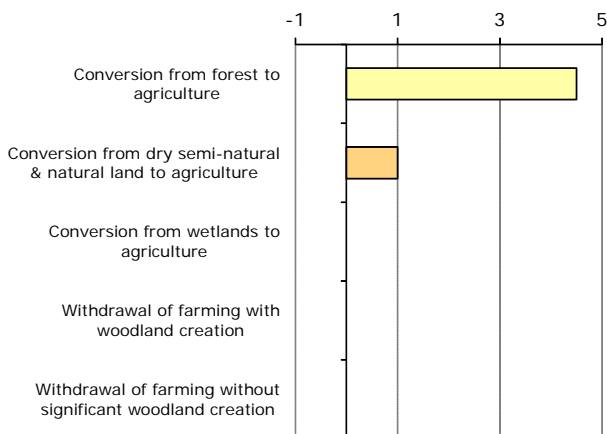 -1 1 3 5
Conversion from forest to
agriculture
Conversion from dry semi-natural
& natural land to agriculture
Conversion from wetlands to
agriculture
Withdrawal of farming with
woodland creation
Withdrawal of farming without
significant woodland creation